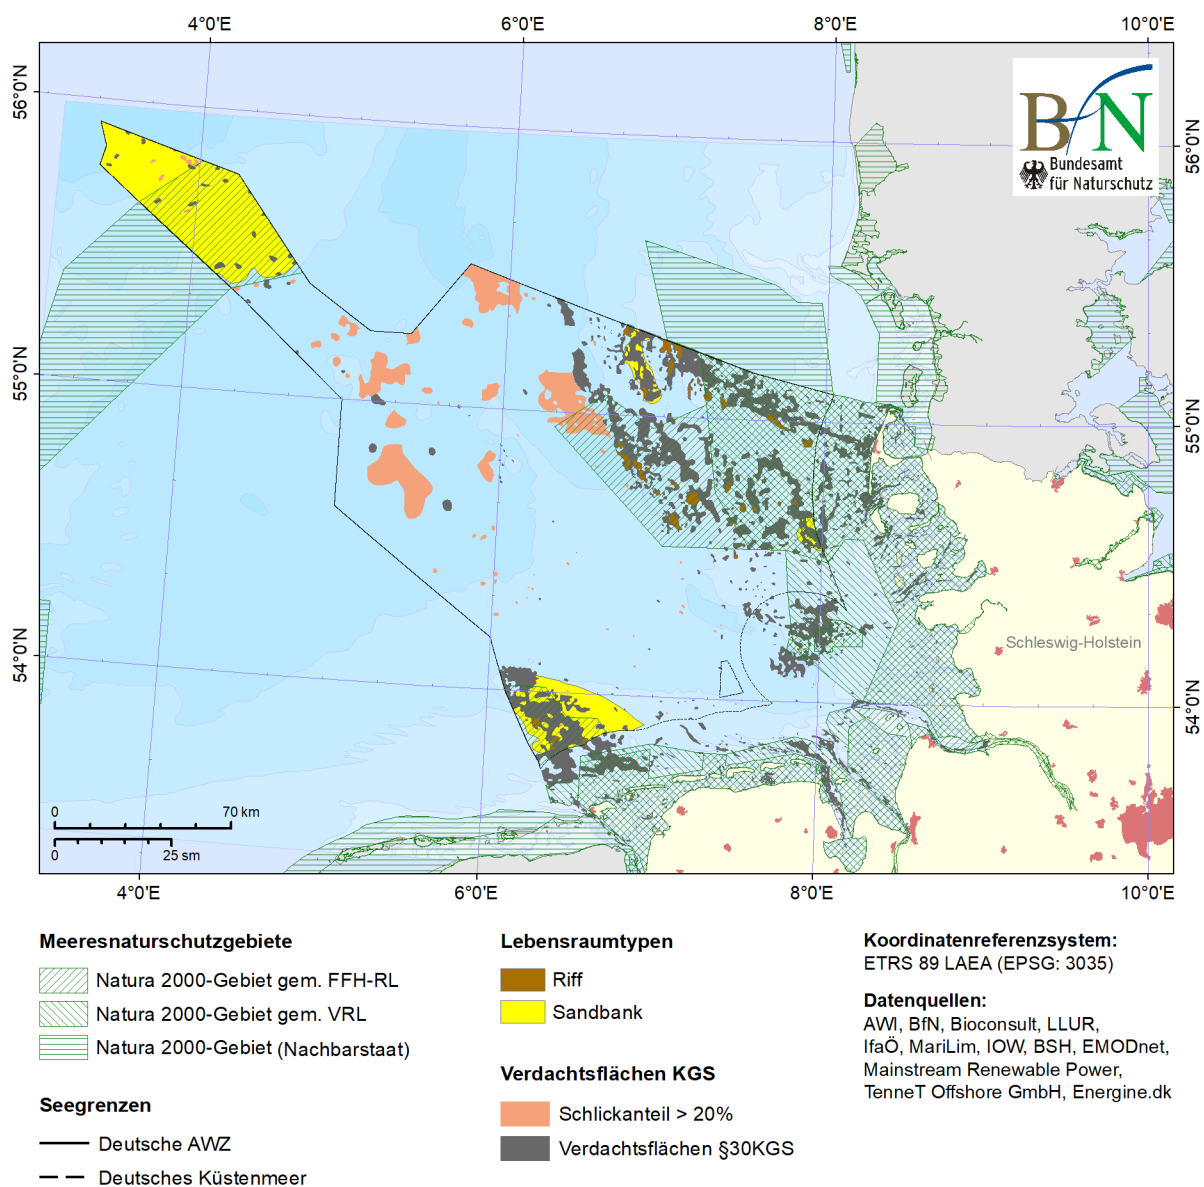 4°0'E 6°0'E 8°0'E 10°0'E
56°0'N
56°0'N
BfN
Bundesamt
für Naturschutz
55°0'N
55°0'N
Schleswig-Holstein
54°0'N
54°0'N
0 70 km
0 25 sm
4°0'E 6°0'E 8°0'E 10°0'E
Meeresnaturschutzgebiete
Natura 2000-Gebiet gem. FFH-RL
Natura 2000-Gebiet gem. VRL
Natura 2000-Gebiet (Nachbarstaat)
Seegrenzen
Deutsche AWZ
Deutsches Küstenmeer
Lebensraumtypen
Riff
Sandbank
Verdachtsflächen KGS
Schlickanteil > 20%
Verdachtsflächen §30KGS
Koordinatenreferenzsystem:
ETRS 89 LAEA (EPSG: 3035)
Datenquellen:
AWI, BfN, Bioconsult, LLUR,
IfaÖ, MariLim, IOW, BSH, EMODnet,
Mainstream Renewable Power,
TenneT Offshore GmbH, Energine.dk